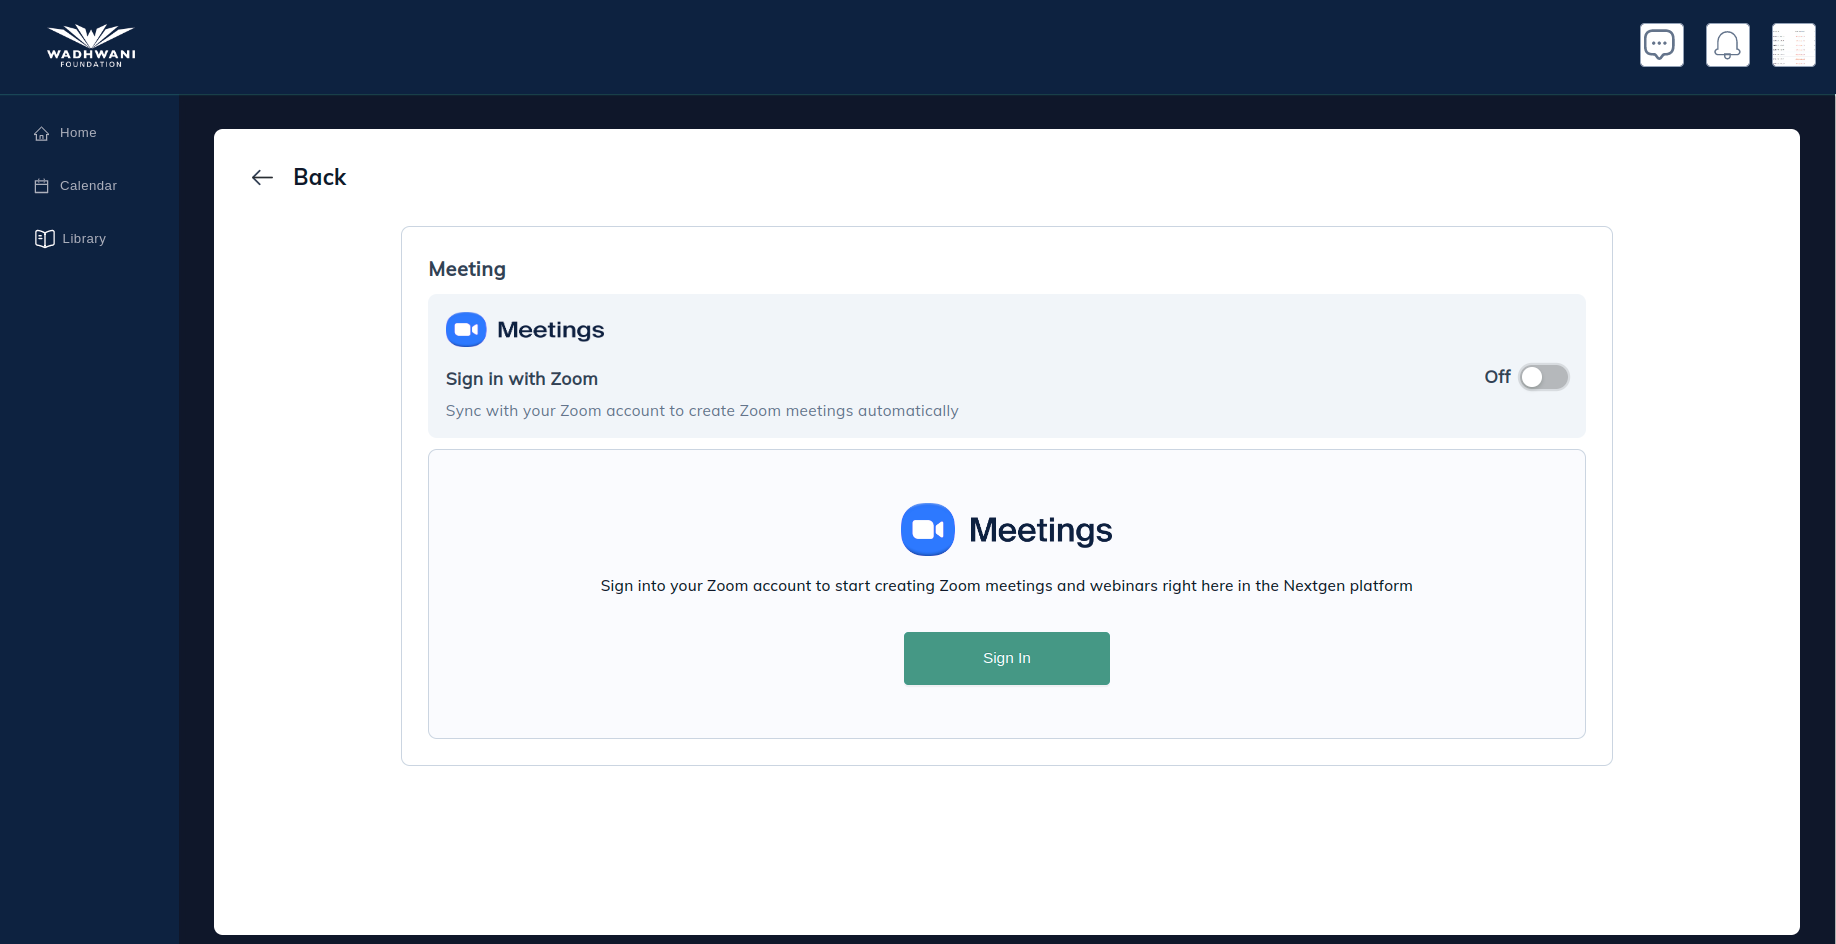 WADHWANI
FOUNDATION
Home
Calendar
Library
Back
Meeting
Meetings
Sign in with Zoom
Off
Sync with your Zoom account to create Zoom meetings automatically
Meetings
Sign into your Zoom account to start creating Zoom meetings and webinars right here in the Nextgen platform
Sign In